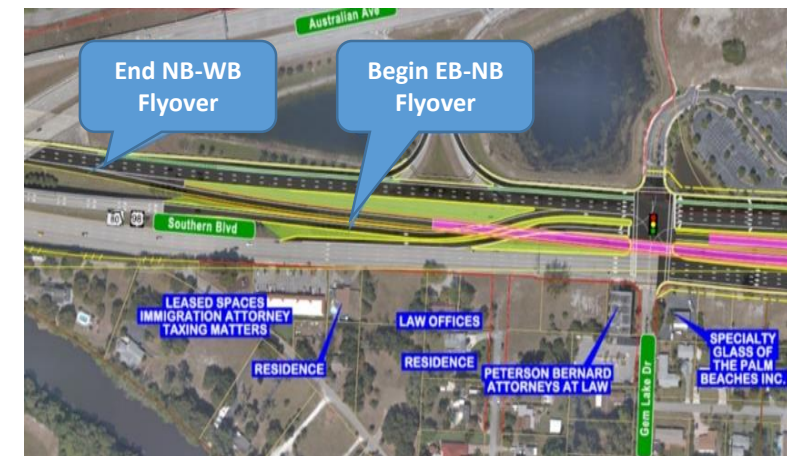 Australian Ave
End NB-WB
Flyover
Begin EB-NB
Flyover
80
98
Southern Blvd
LEASED SPACES
IMMIGRATION ATTORNEY
TAXING MATTERS
RESIDENCE
LAW OFFICES
RESIDENCE
PETERSON BERNARD
ATTORNEYS AT LAW
SPECIALTY
GLASS OF
THE PALM
BEACHES INC.
Gem Lake Dr